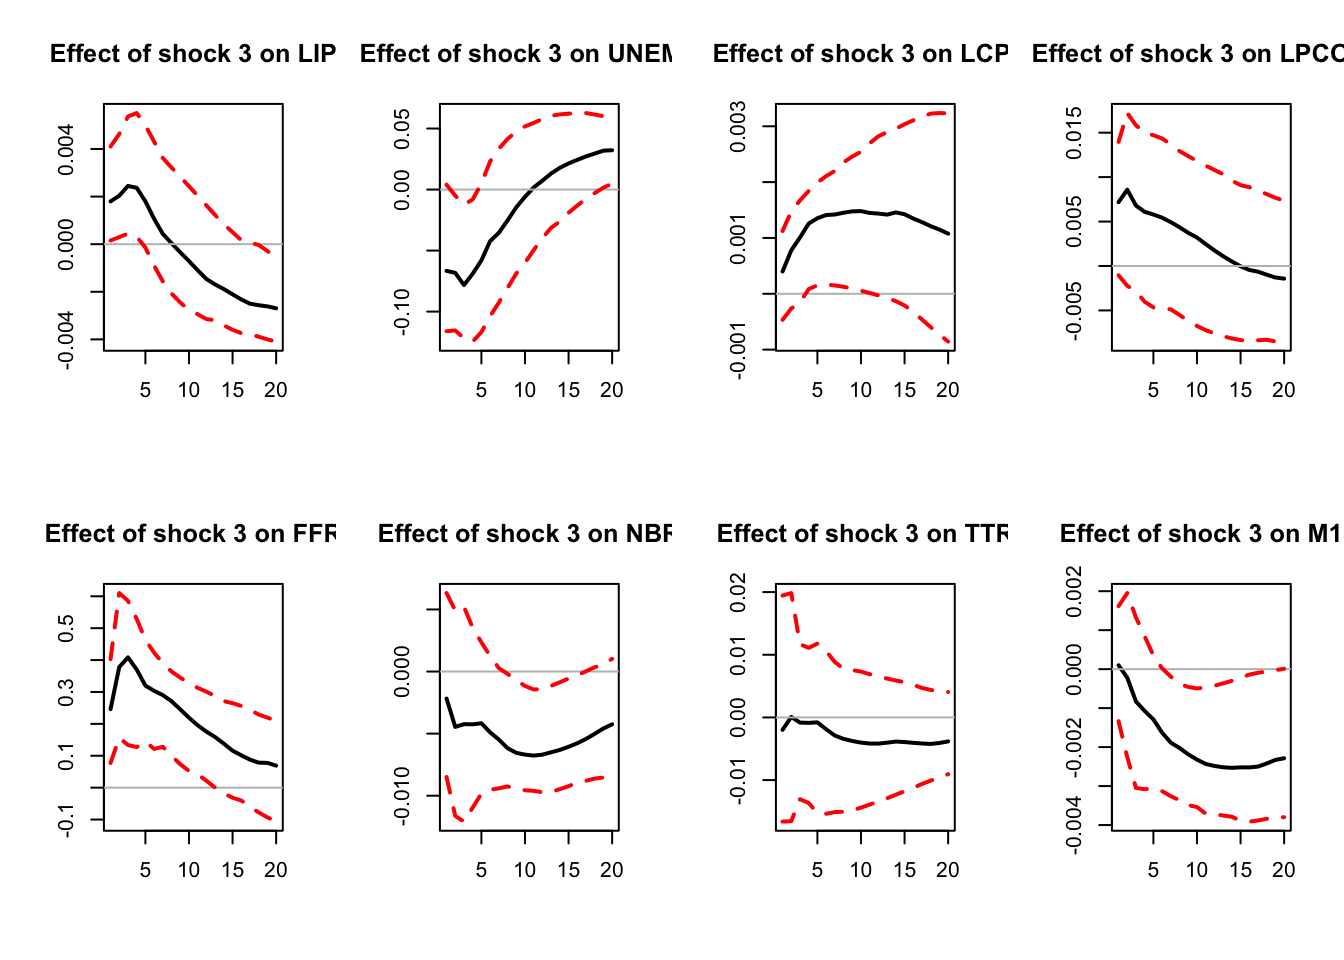 Effect of shock 3 on LIP
Effect of shock 3 on UNEM
Effect of shock 3 on LCP
Effect of shock 3 on LPCO
0.004
0.000
-0.004
5 10 15 20
0.05
0.00
-0.10
5 10 15 20
0.003
0.001
-0.001
5 10 15 20
0.015
0.005
-0.005
5 10 15 20
Effect of shock 3 on FFR
Effect of shock 3 on NBR
Effect of shock 3 on TTR
Effect of shock 3 on M1
0.5
0.3
0.1
-0.1
5 10 15 20
0.000
-0.010
5 10 15 20
0.02
0.01
0.00
-0.01
5 10 15 20
0.002
0.000
-0.002
-0.004
5 10 15 20